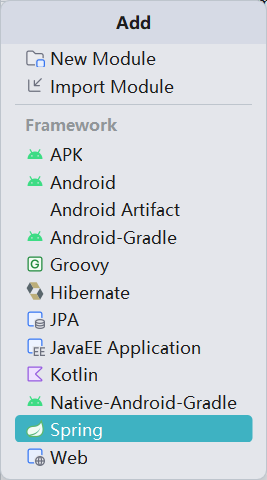 Add
New Module
Import Module
Framework
APK
Android
Android Artifact
Android-Gradle
G Groovy
Hibernate
JPA
EE JavaEE Application
Kotlin
Native-Android-Gradle
Spring
Web